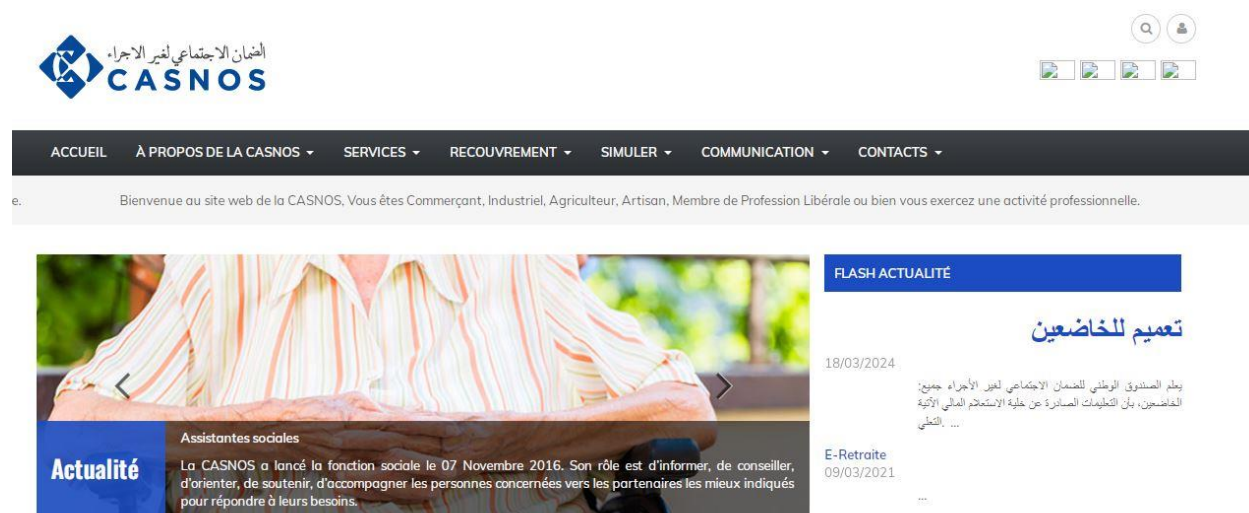 الضمان الاجتماعي لغير الاجراء
CASNOS
ACCUEIL À PROPOS DE LA CASNOS SERVICES RECOUVREMENT SIMULER COMMUNICATION CONTACTS
e. Bienvenue au site web de la CASNOS, Vous êtes Commerçant, Industriel, Agriculteur, Artisan, Membre de Profession Libérale ou bien vous exercez une activité professionnelle.
Actualité
Assistantes sociales
La CASNOS a lancé la fonction sociale le 07 Novembre 2016. Son rôle est d'informer, de conseiller,
d'orienter, de soutenir, d'accompagner les personnes concernées vers les partenaires les mieux indiqués
pour répondre à leurs besoins.
FLASH ACTUALITÉ
تعميم للخاضعين
18/03/2024
يعلم الصندوق الوطني للضمان الاجتماعي لغير الأجراء جميع:
الخاضعين، بأن التعليمات الصادرة عن خلية الاستعلام المالي الآتية
... .التعلي
E-Retraite
09/03/2021
...